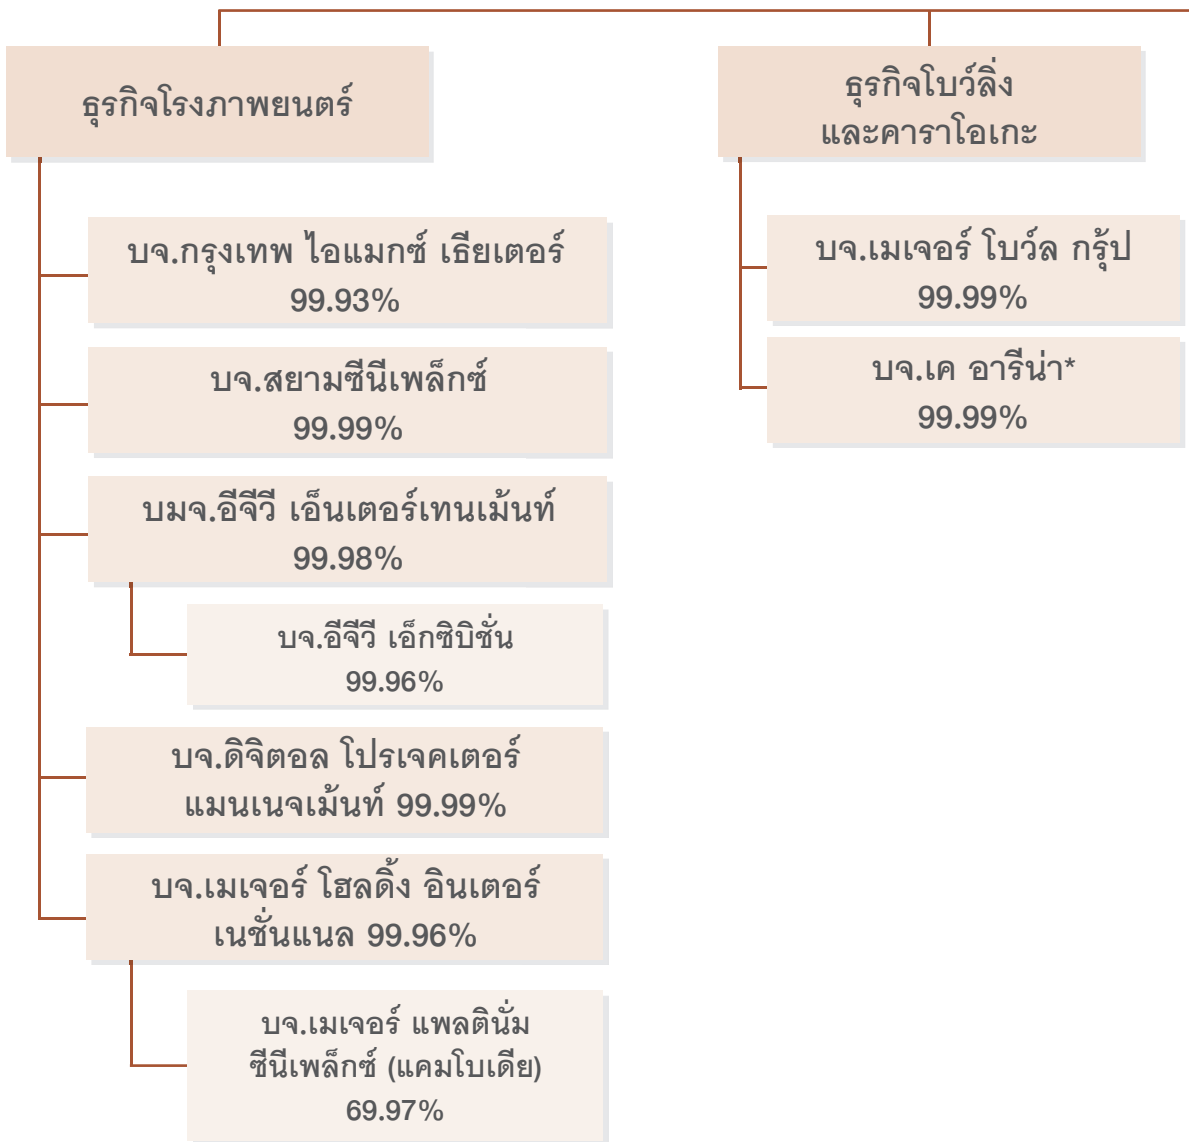 ธุรกิจโรงภาพยนตร์
บจ.กรุงเทพ ไอแมกซ์ เธียเตอร์
99.93%
บจ.สยามซีนีเพล็กซ์
99.99%
บมจ.อีจีวี เอ็นเตอร์เทนเม้นท์
99.98%
บจ.อีจีวี เอ็กซิบิชั่น
99.96%
บจ.ดิจิตอล โปรเจคเตอร์
แมนเนจเม้นท์ 99.99%
บจ.เมเจอร์ โฮลดิ้ง อินเตอร์
เนชั่นแนล 99.96%
บจ.เมเจอร์ แพลตินั่ม
ซีนีเพล็กซ์ (แคมโบเดีย)
69.97%
ธุรกิจโบว์ลิ่ง
และคาราโอเกะ
บจ.เมเจอร์ โบว์ล กรุ้ป
99.99%
บจ.เค อารีน่า*
99.99%